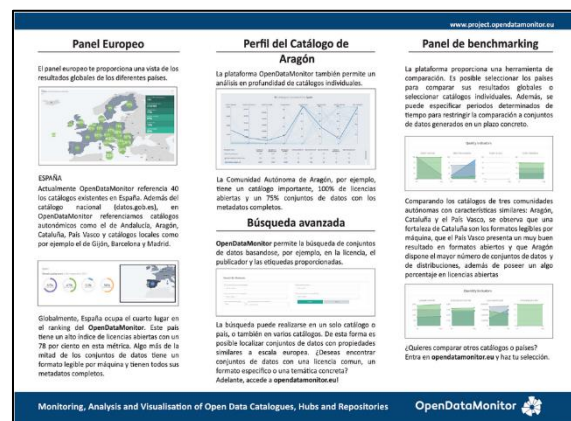 www.project.opendatamonitor.eu
Panel Europeo
El panel europeo te proporciona una vista de los
resultados globales de los diferentes países.
ESPAÑA
Actualmente OpenDataMonitor referencia 40
los catálogos existentes en España. Además del
catálogo nacional (datos.gob.es), en
OpenDataMonitor referenciamos catálogos
autonómicos como el de Andalucía, Aragón,
Cataluña, País Vasco y catálogos locales como
por ejemplo el de Gijón, Barcelona y Madrid.
Globalmente, España ocupa el cuarto lugar en
el ranking del OpenDataMonitor. Este país
tiene un alto índice de licencias abiertas con un
78 por ciento en esta métrica. Algo más de la
mitad de los conjuntos de datos tiene un
formato legible por máquina y tienen todos sus
metadatos completos.
Perfil del Catálogo de
Aragón
La plataforma OpenDataMonitor también permite un
análisis en profundidad de catálogos individuales.
La Comunidad Autónoma de Aragón, por ejemplo,
tiene un catálogo importante, 100% de licencias
abiertas y un 75% conjuntos de datos con los
metadatos completos.
Búsqueda avanzada
OpenDataMonitor permite la búsqueda de conjuntos
de datos basandose, por ejemplo, en la licencia, el
publicador y las etiquetas proporcionadas.
La búsqueda puede realizarse en un solo catálogo o
país, o también en varios catálogos. De esta forma es
posible localizar conjuntos de datos con propiedades
similares a escala europea. ¿Deseas encontrar
conjuntos de datos con una licencia comun, un
formato específico o una temática concreta?
Adelante, accede a opendatamonitor.eu!
Panel de benchmarking
La plataforma proporciona una herramienta de
comparación. Es posible seleccionar los países
para comparar sus resultados globales o
seleccionar catálogos individuales. Además, se
puede especificar periodos determinados de
tiempo para restringir la comparación a conjuntos
de datos generados en un plazo concreto.
Comparando los catálogos de tres comunidades
autónomas con características similares: Aragón,
Cataluña y el País Vasco, se observa que una
fortaleza de Cataluña son los formatos legibles por
máquina, que el País Vasco presenta un muy buen
resultado en formatos abiertos y que Aragón
dispone el mayor número de conjuntos de datos y
de distribuciones, además de poseer un algo
porcentaje en licencias abiertas
¿Quieres comparar otros catálogos o países?
Entra en opendatamonitor.eu y haz tu selección.
Monitoring, Analysis and Visualisation of Open Data Catalogues, Hubs and Repositories
OpenDataMonitor